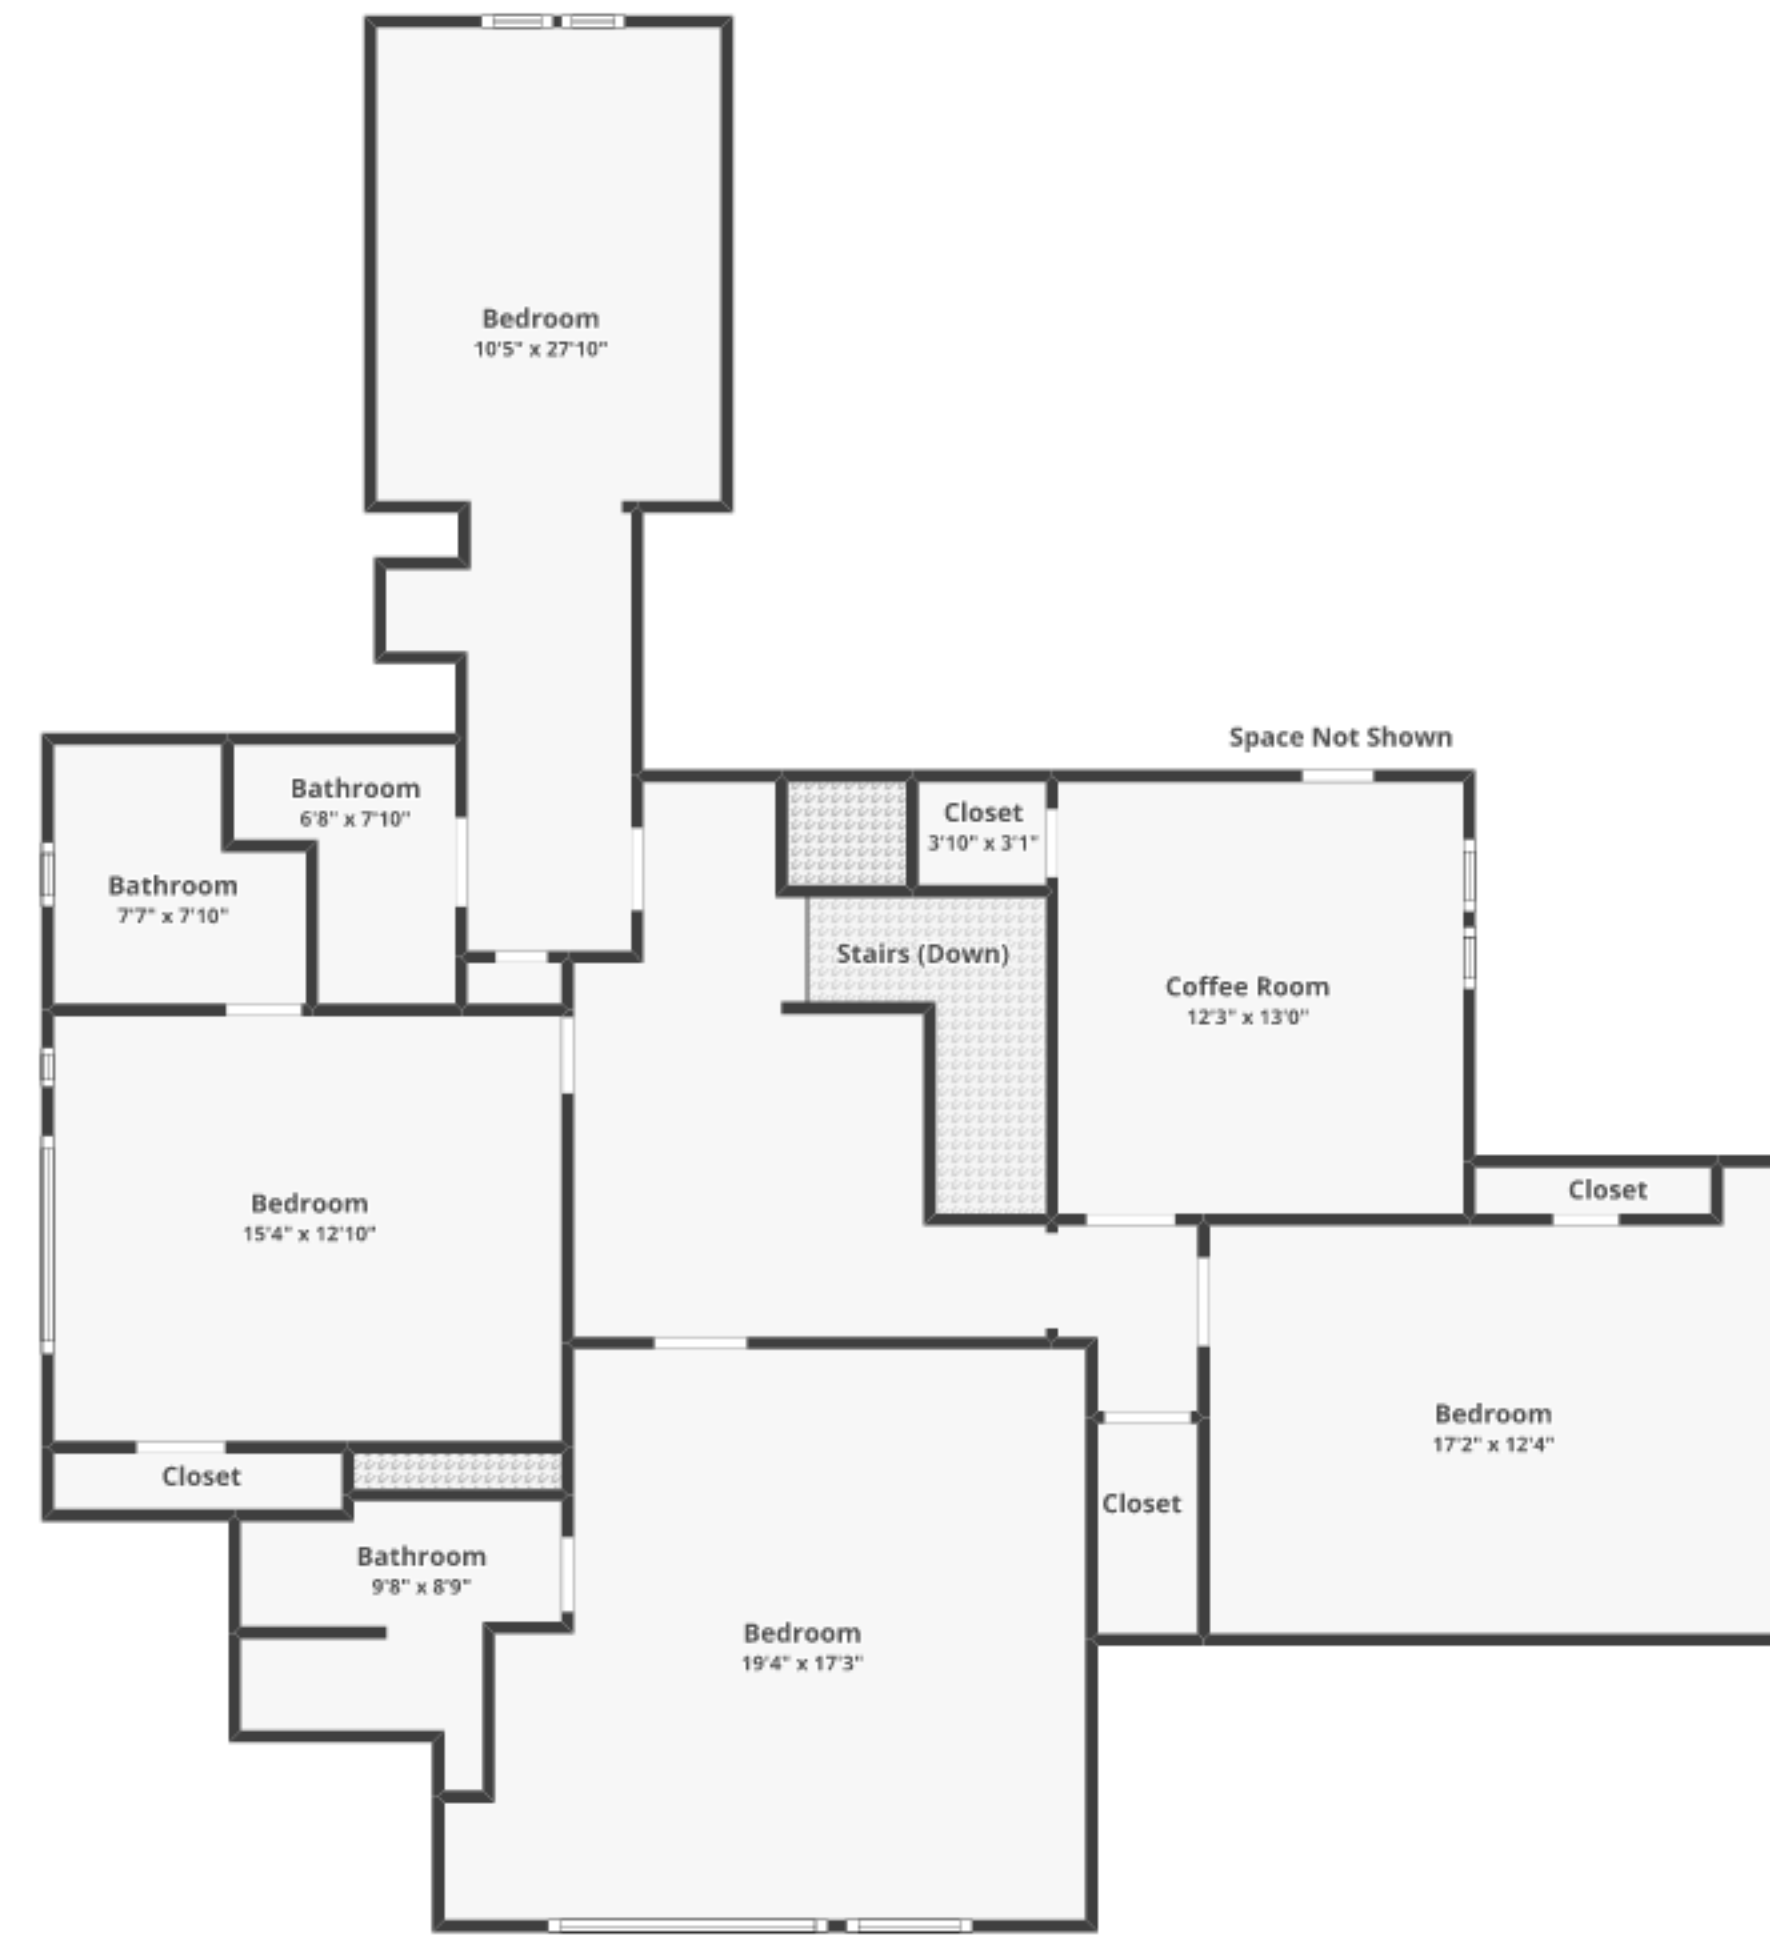 Bedroom
10'5" x 27'10"
Space Not Shown
Bathroom
6'8" x 7'10"
Closet
3'10" x 3'1"
Bathroom
7'7" x 7'10"
Stairs (Down)
Coffee Room
12'3" x 13'0"
Bedroom
15'4" x 12'10"
Closet
Bedroom
17'2" x 12'4"
Closet
Closet
Bathroom
9'8" x 8'9"
Bedroom
19'4" x 17'3"